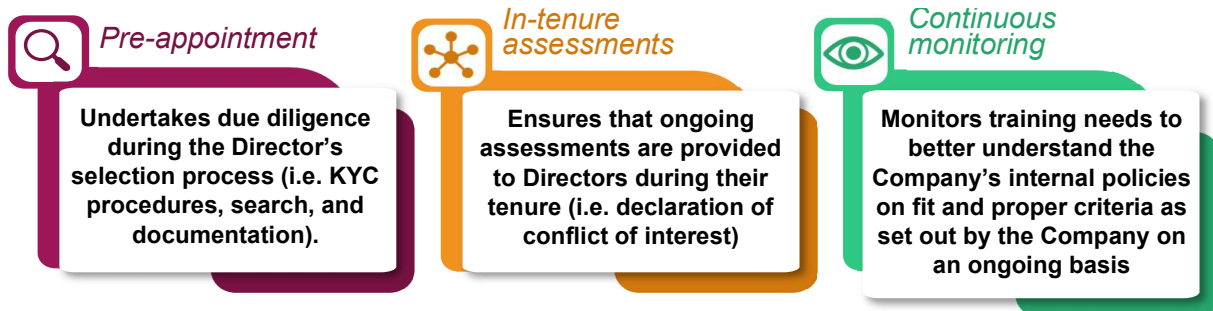 Pre-appointment
Undertakes due diligence
during the Director's
selection process (i.e. KYC
procedures, search, and
documentation).
In-tenure
assessments
Ensures that ongoing
assessments are provided
to Directors during their
tenure (i.e. declaration of
conflict of interest)
Continuous
monitoring
Monitors training needs to
better understand the
Company's internal policies
on fit and proper criteria as
set out by the Company on
an ongoing basis